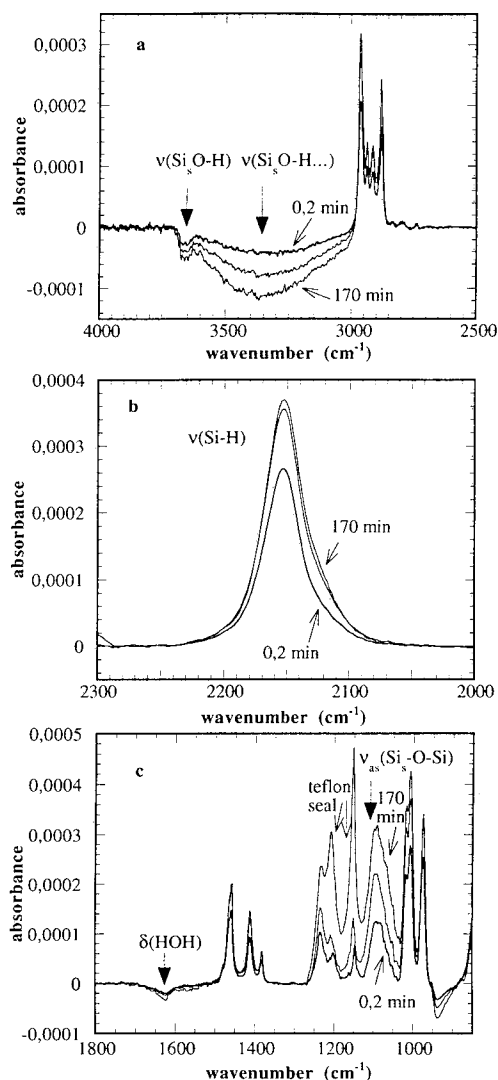 0,0003
a
0,0002
ν(SiₛO-H) ν(SiₛO-H...)
0,0001
0,2 min
0
-0,0001
170 min
absorbance
4000 3500 3000 2500
wavenumber (cm⁻¹)
0,0004
b
ν(Si-H)
0,0003
0,0002
170 min
0,0001
0,2 min
0
absorbance
2300 2200 2100 2000
wavenumber (cm⁻¹)
0,0005
c
νₐₛ(Siₛ-O-Si)
0,0004
teflon
seal
170
min
0,0003
0,0002
δ(HOH)
0,0001
0,2 min
0
-0,0001
absorbance
1800 1600 1400 1200 1000
wavenumber (cm⁻¹)